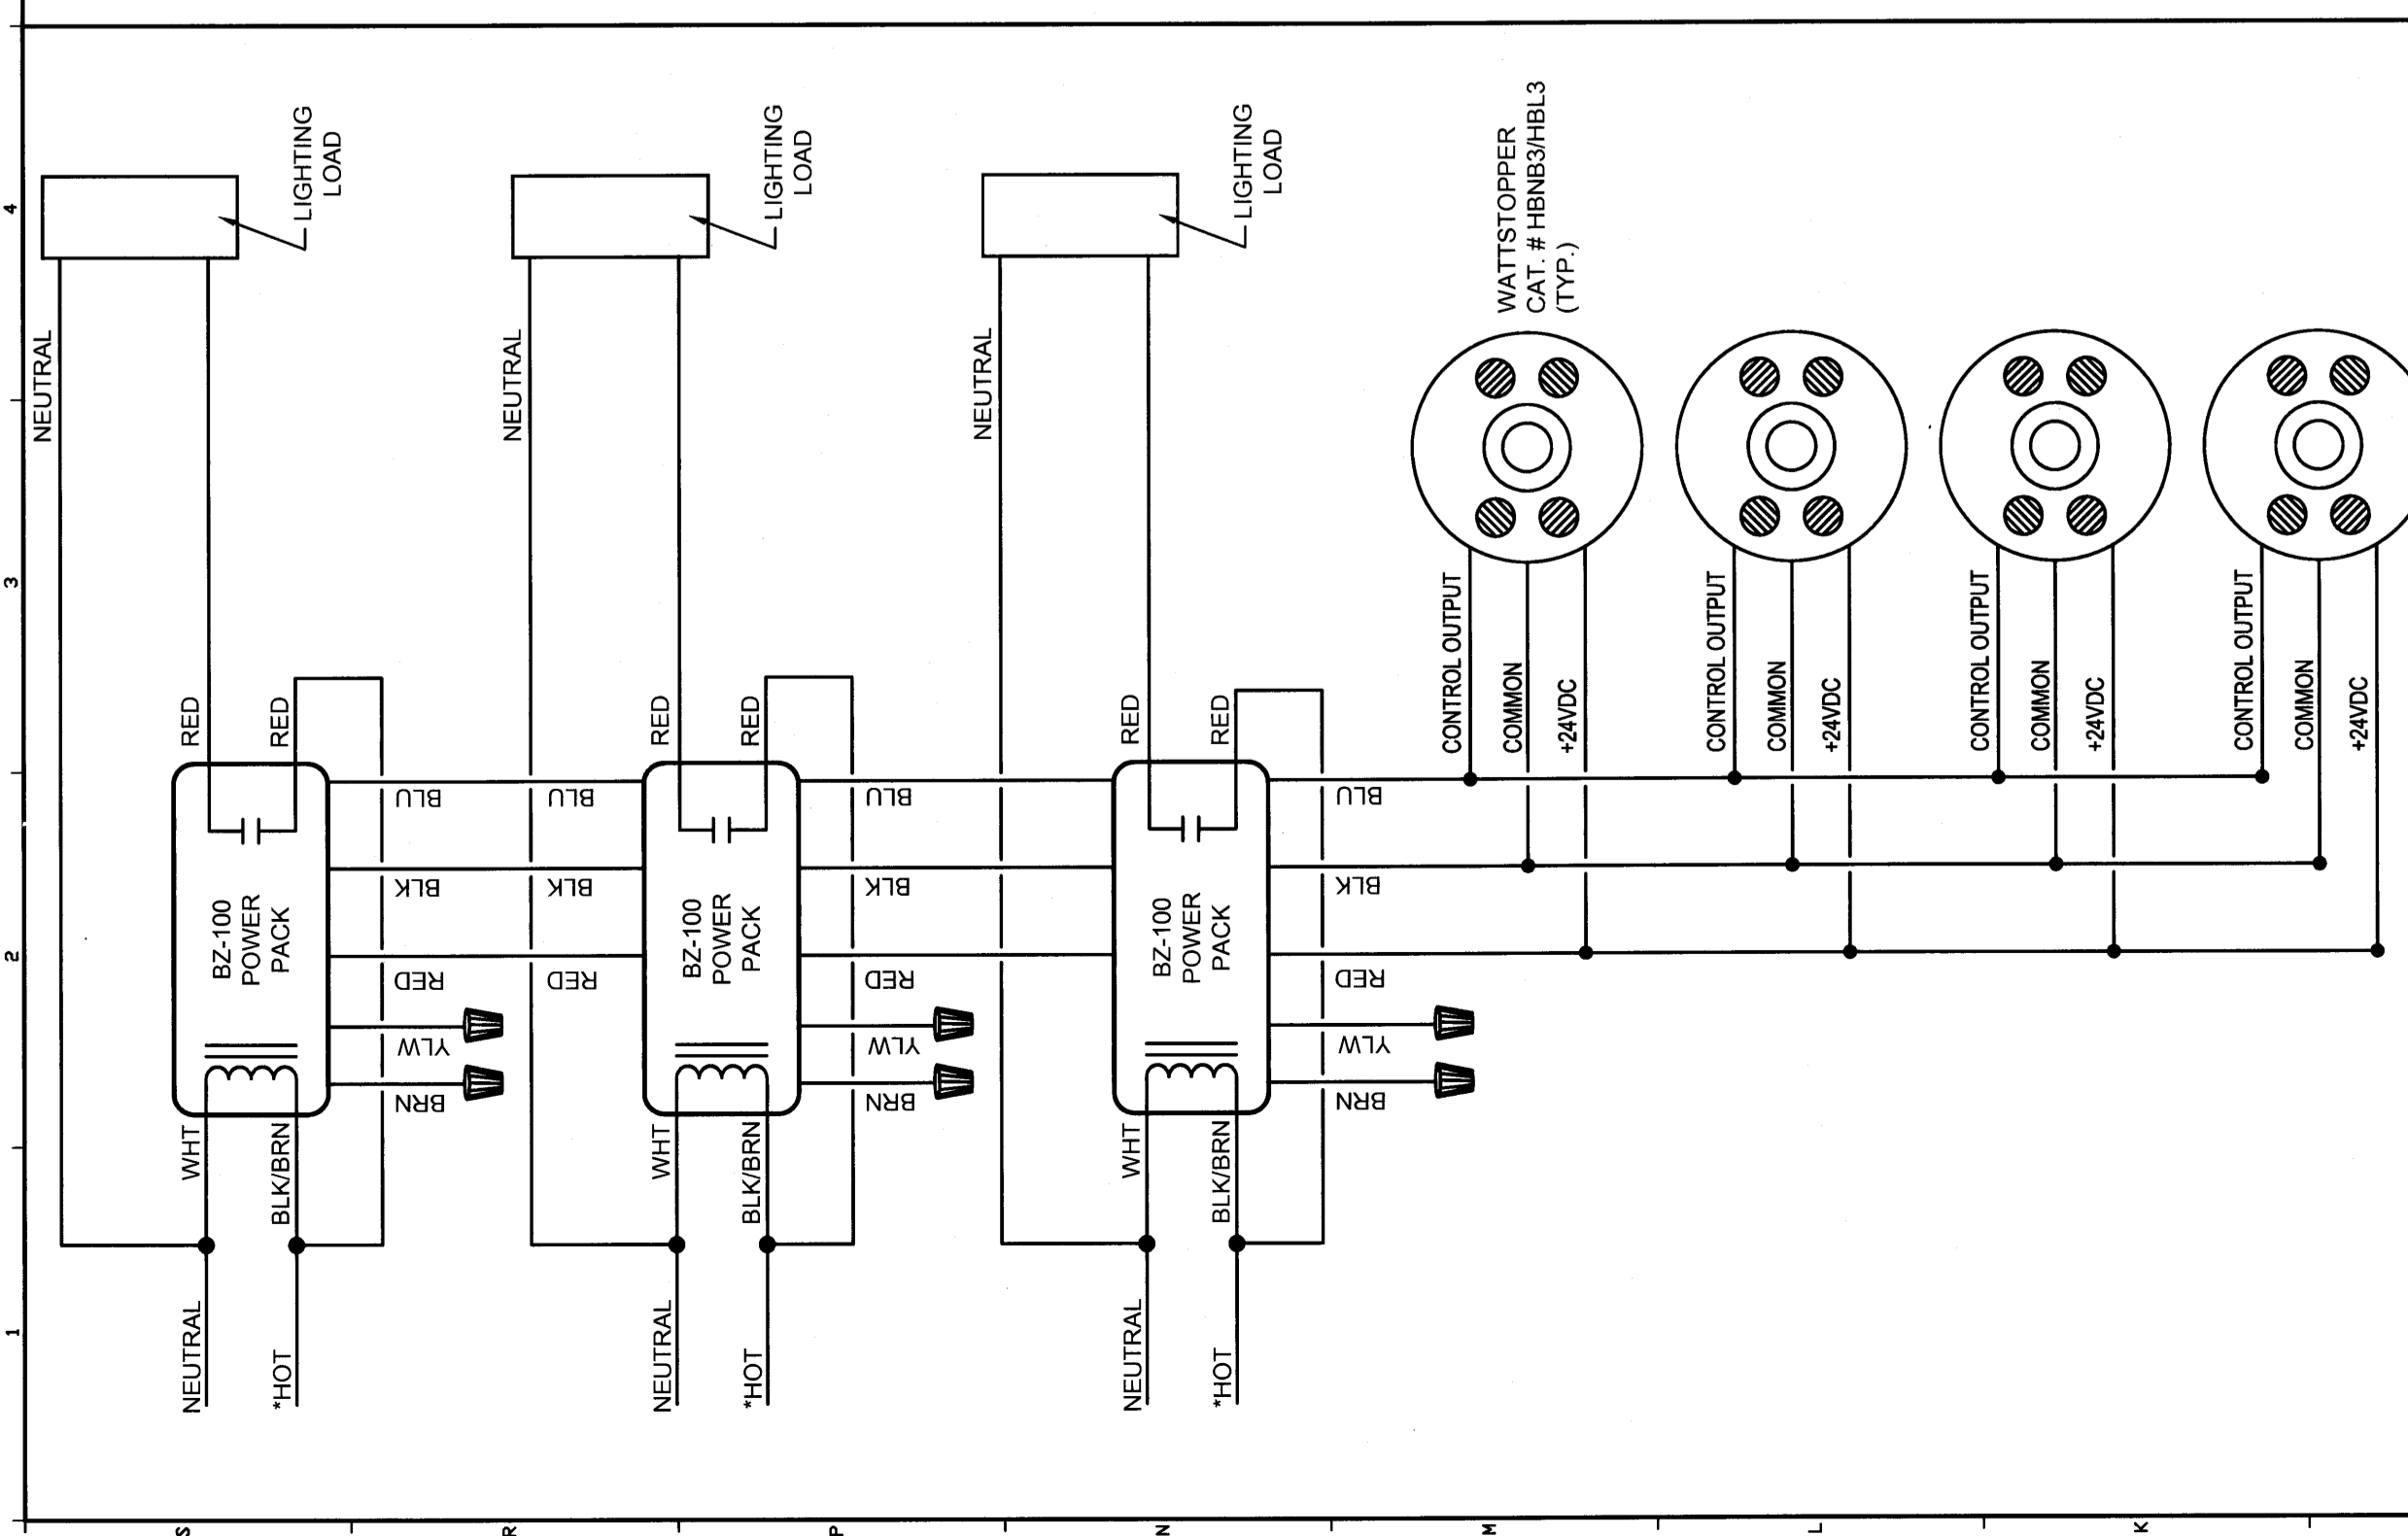 4
3
2
1
S
R
P
N
M
L
K
NEUTRAL
LIGHTING
LOAD
RED
RED
BLU
BLU
BLK
BLK
RED
RED
YLW
BRN
BZ-100
POWER
PACK
WHT
BLK/BRN
NEUTRAL
*HOT
NEUTRAL
LIGHTING
LOAD
RED
RED
BLU
BLK
RED
YLW
BRN
BZ-100
POWER
PACK
WHT
BLK/BRN
NEUTRAL
*HOT
NEUTRAL
LIGHTING
LOAD
RED
RED
BLU
BLK
RED
YLW
BRN
BZ-100
POWER
PACK
WHT
BLK/BRN
NEUTRAL
*HOT
WATTSTOPPER
CAT. # HBNB3/HBL3
(TYP.)
CONTROL OUTPUT
COMMON
+24VDC
CONTROL OUTPUT
COMMON
+24VDC
CONTROL OUTPUT
COMMON
+24VDC
CONTROL OUTPUT
COMMON
+24VDC